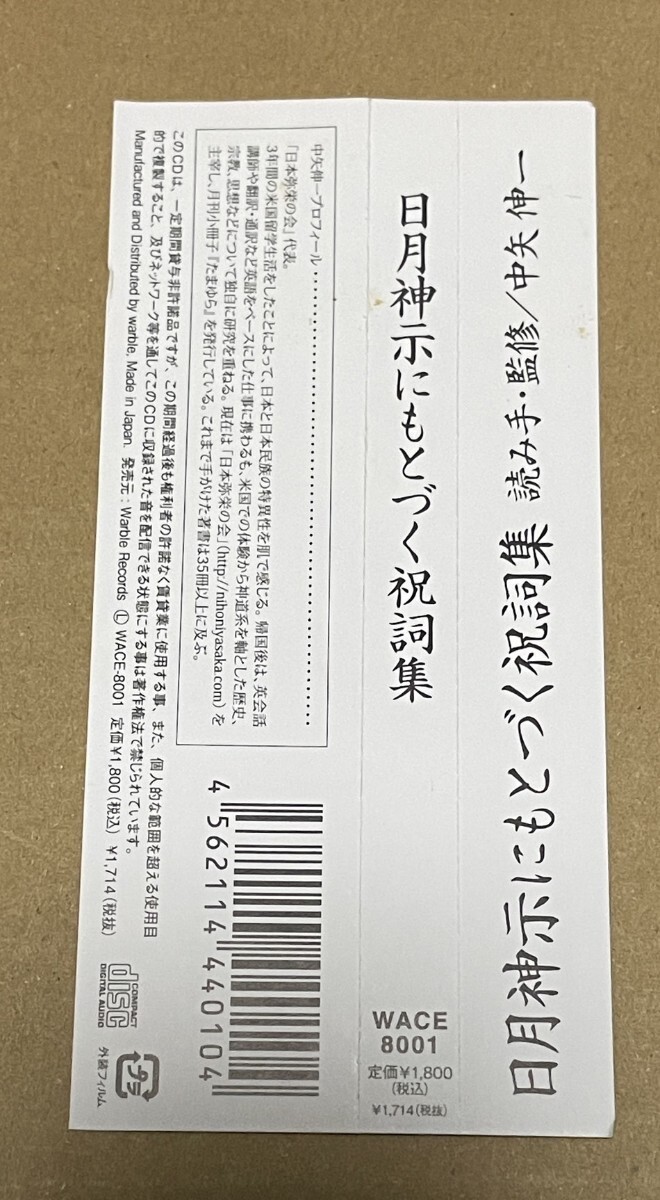 日月神示にもとづく祝詞集 読み手・監修/中矢伸一
日月神示にもとづく祝詞集
WACE
8001
定価¥1,800
(税込)
¥1,714(税抜)
中矢伸一プロフィール
「日本弥栄の会」代表。
3年間の米国留学生活をしたことによって、日本と日本民族の特異性を肌で感じる。帰国後は、英会話
講師や翻訳・通訳など英語をベースにした仕事に携わるも、米国での体験から神道系を軸とした歴史、
宗教、思想などについて独自に研究を重ねる。現在は「日本弥栄の会」(http://nihoniyasaka.com)を
主宰し、月刊小冊子『たまゆら』を発行している。これまで手がけた著書は35冊以上に及ぶ。
このCDは、一定期間貸与非許諾品ですが、この期間経過後も権利者の許諾なく賃貸業に使用する事、また、個人的な範囲を超える使用目
的で複製すること、及びネットワーク等を通してこのCDに収録された音を配信できる状態にする事は著作権法で禁じられています。
Manufactured and Distributed by warble, Made in Japan. 発売元:Warble Records Ⓛ WACE-8001 定価¥1,800(税込) ¥1,714(税抜)
4 562114 440104
COMPACT
disc
DIGITAL AUDIO
プラ
外装フィルム